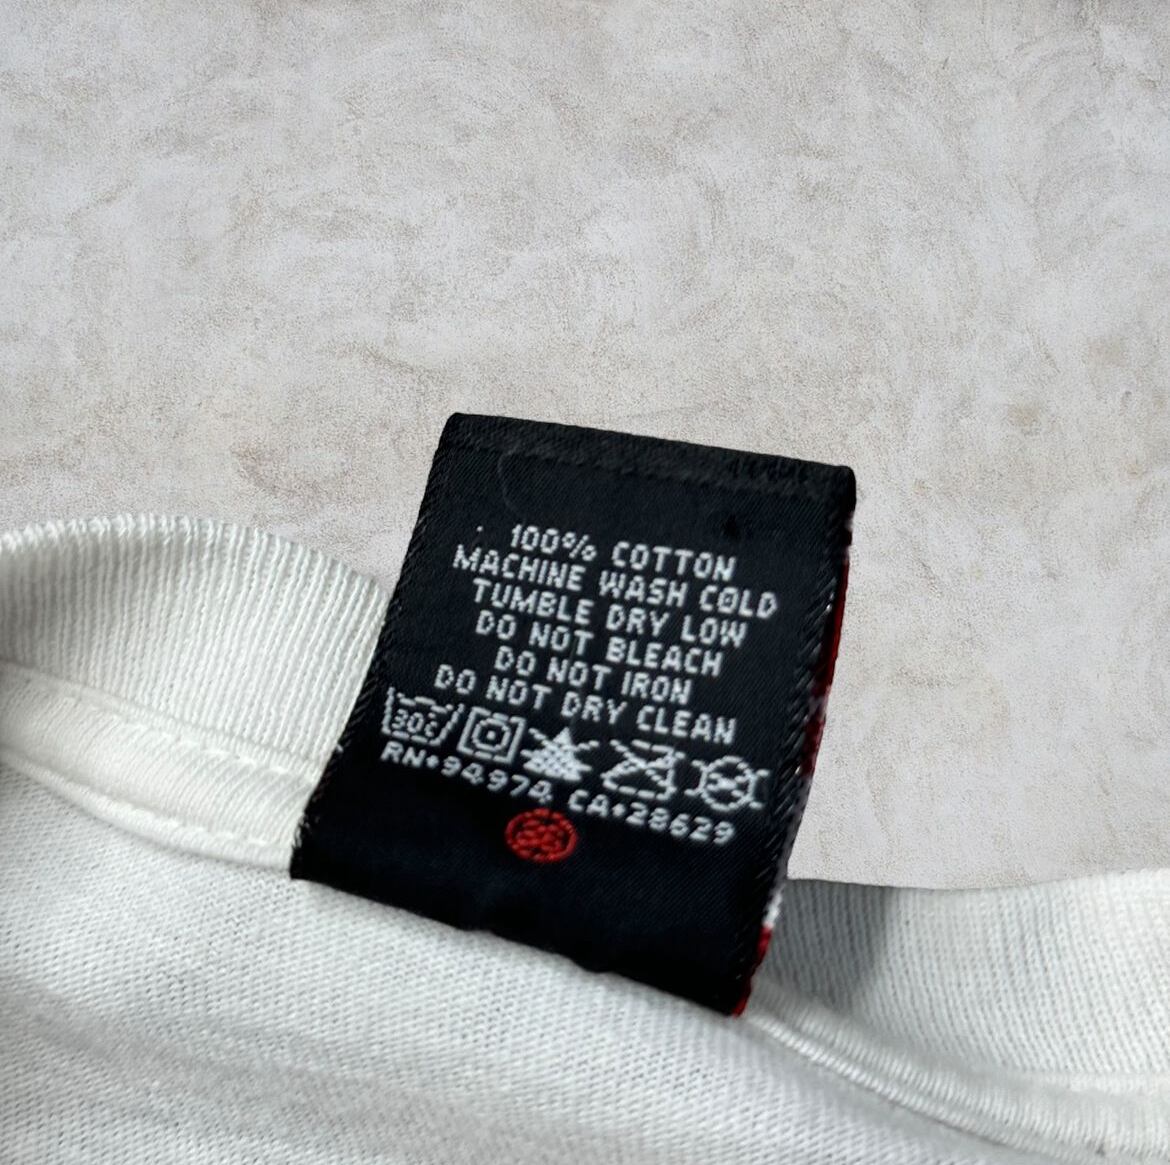 100% COTTON
MACHINE WASH COLD
TUMBLE DRY LOW
DO NOT BLEACH
DO NOT IRON
DO NOT DRY CLEAN
30c
RN•94974 CA•28629